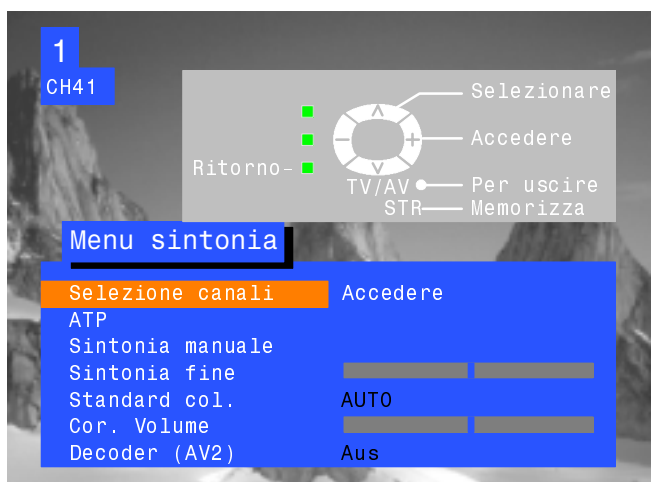 1
CH41
Selezionare
Accedere
Ritorno
TV/AV Per uscire
STR Memorizza
Menu sintonia
Selezione canali Accedere
ATP
Sintonia manuale
Sintonia fine
Standard col. AUTO
Cor. Volume
Decoder (AV2) Aus